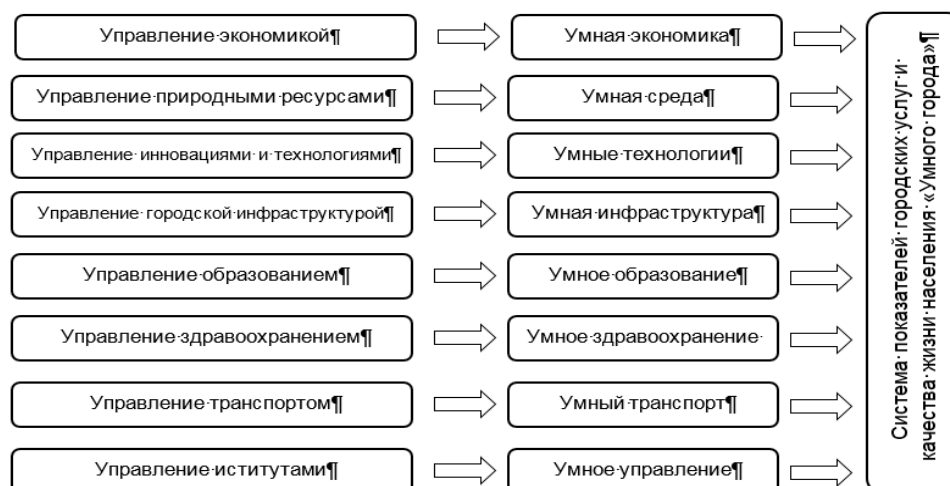 Управление·экономикой¶
Умная·экономика¶
Управление·природными·ресурсами¶
Умная·среда¶
Управление·инновациями·и·технологиями¶
Умные·технологии¶
Управление·городской·инфраструктурой¶
Умная·инфраструктура¶
Управление·образованием¶
Умное·образование¶
Управление·здравоохранением¶
Умное·здравоохранение·
Управление·транспортом¶
Умный·транспорт¶
Управление·иститутами¶
Умное·управление¶
Система·показателей·городских·услуг·и·
качества·жизни·населения·«Умного·города»¶